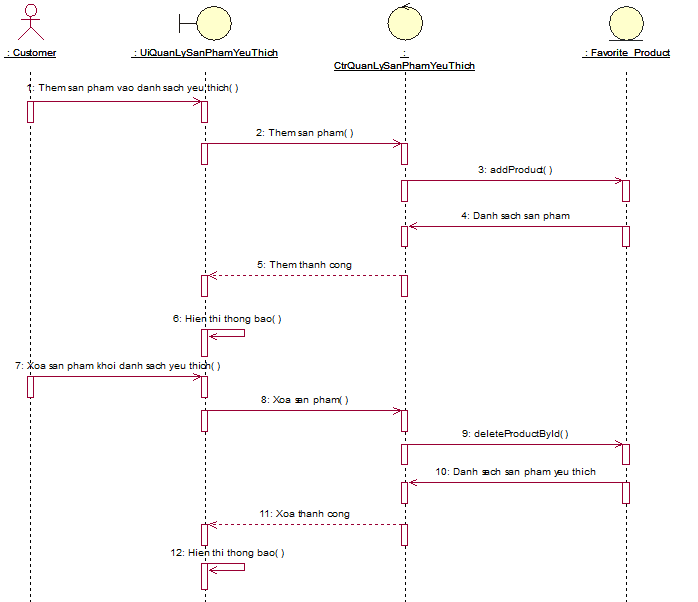 : Customer
: UiQuanLySanPhamYeuThich
:
CtrQuanLySanPhamYeuThich
: Favorite_Product
1: Them san pham vao danh sach yeu thich( )
2: Them san pham( )
3: addProduct( )
4: Danh sach san pham
5: Them thanh cong
6: Hien thi thong bao( )
7: Xoa san pham khoi danh sach yeu thich( )
8: Xoa san pham( )
9: deleteProductById( )
10: Danh sach san pham yeu thich
11: Xoa thanh cong
12: Hien thi thong bao( )